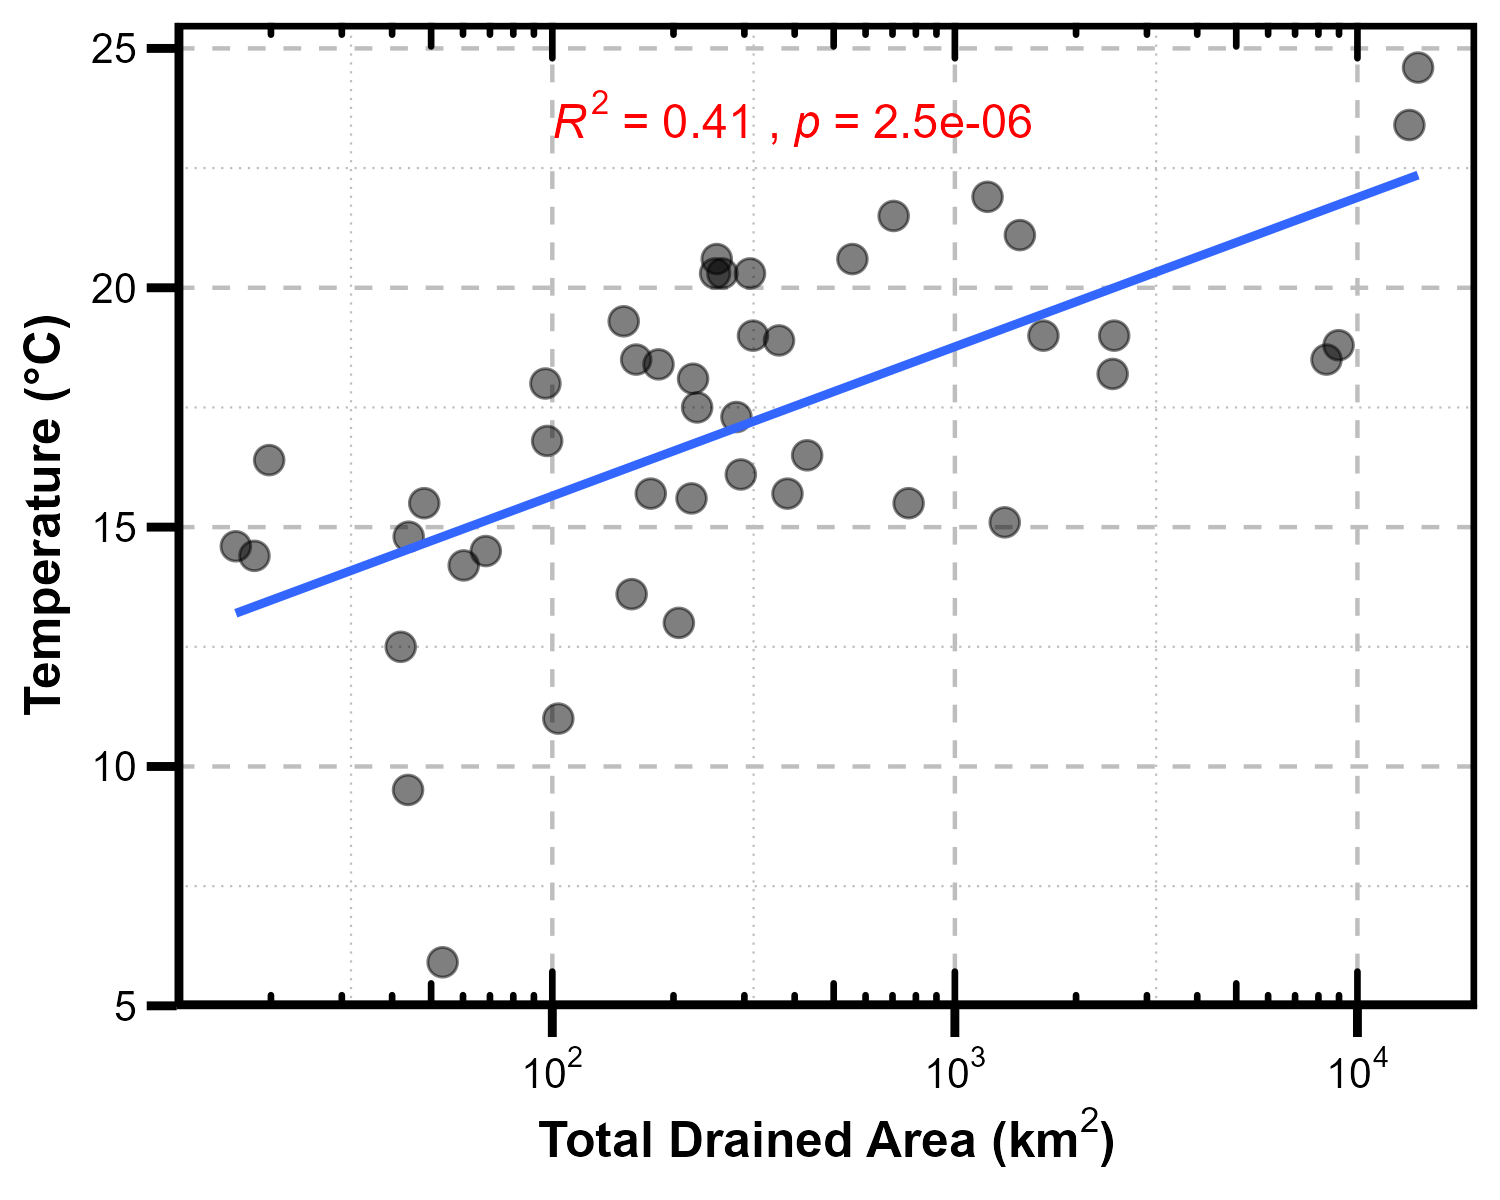 R² = 0.41 , p = 2.5e-06
25
20
15
10
5
Temperature (°C)
10² 10³ 10⁴
Total Drained Area (km²)